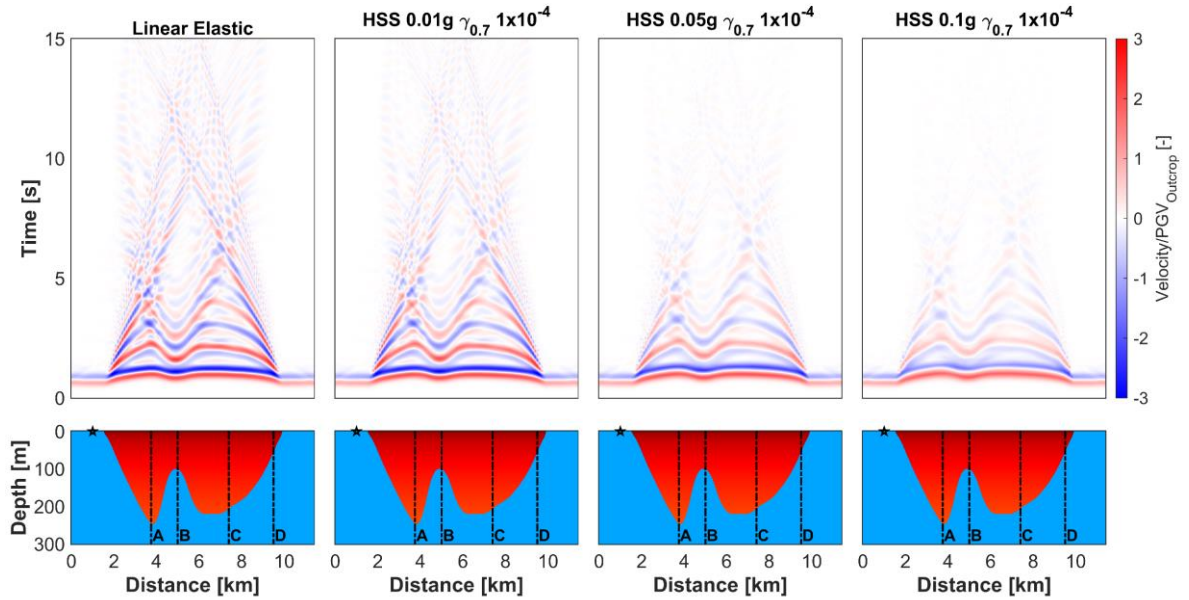 Linear Elastic
HSS 0.01g γ0.7 1x10-4
HSS 0.05g γ0.7 1x10-4
HSS 0.1g γ0.7 1x10-4
15
10
5
0
Time [s]
3
2
1
0
-1
-2
-3
Velocity/PGVOutcrop [-]
0
100
200
300
Depth [m]
A B C D
A B C D
A B C D
A B C D
0 2 4 6 8 10
0 2 4 6 8 10
0 2 4 6 8 10
0 2 4 6 8 10
Distance [km]
Distance [km]
Distance [km]
Distance [km]